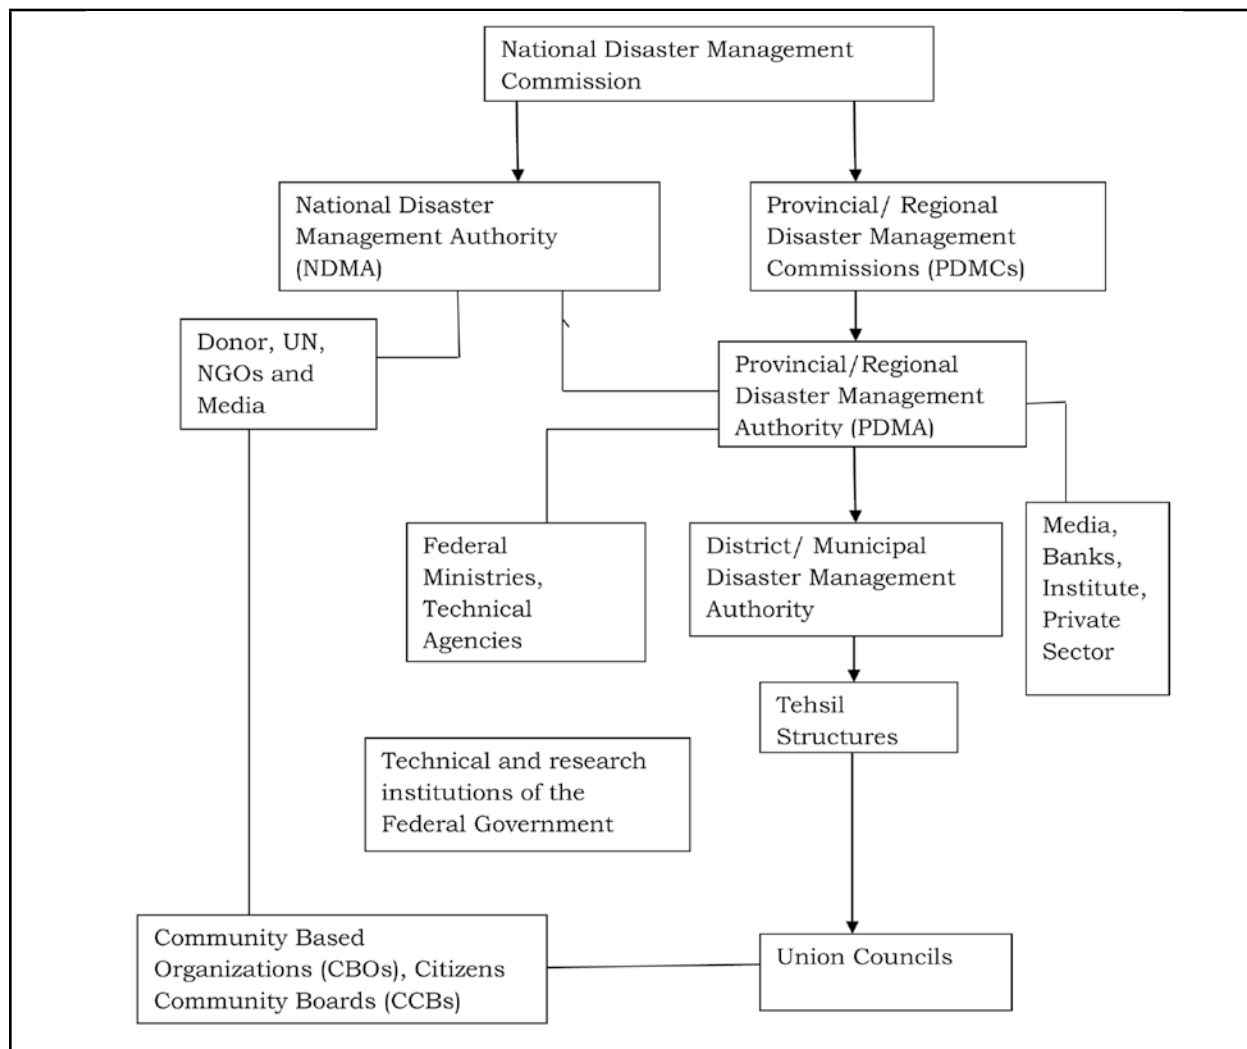 National Disaster Management
Commission
National Disaster
Management Authority
(NDMA)
Provincial/ Regional
Disaster Management
Commissions (PDMCs)
Donor, UN,
NGOs and
Media
Provincial/Regional
Disaster Management
Authority (PDMA)
Federal
Ministries,
Technical
Agencies
District/ Municipal
Disaster Management
Authority
Media,
Banks,
Institute,
Private
Sector
Tehsil
Structures
Technical and research
institutions of the
Federal Government
Community Based
Organizations (CBOs), Citizens
Community Boards (CCBs)
Union Councils